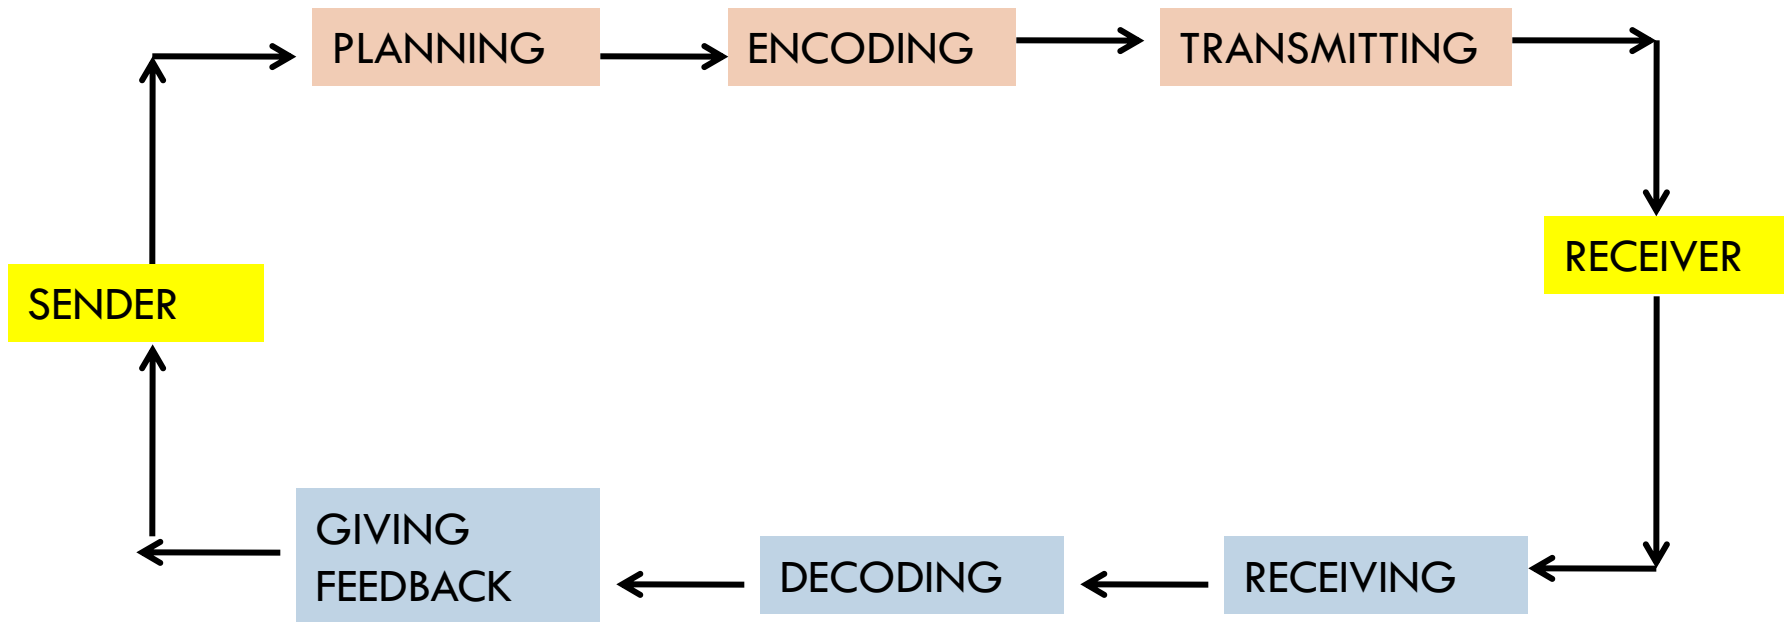 PLANNING
ENCODING
TRANSMITTING
RECEIVER
SENDER
GIVING
FEEDBACK
DECODING
RECEIVING